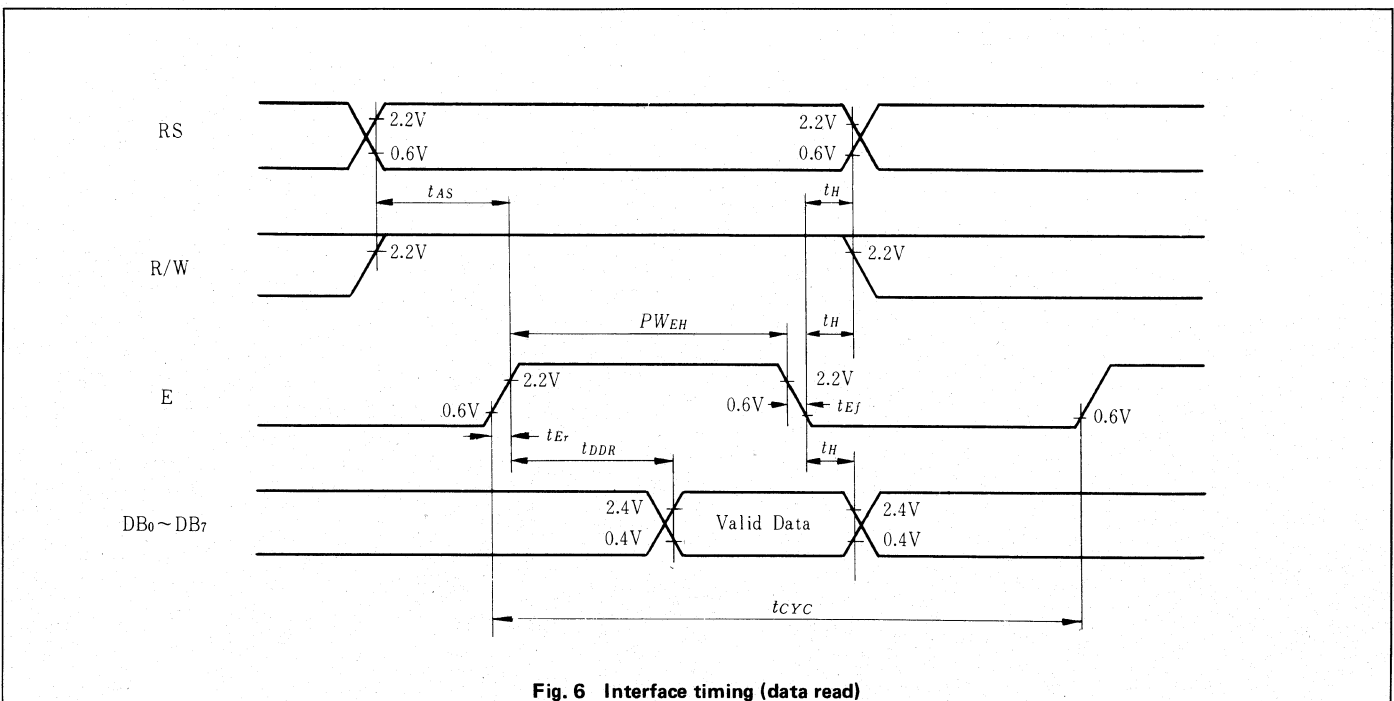 RS
2.2V
0.6V
2.2V
0.6V
tAS
tH
R/W
2.2V
2.2V
PWEH
tH
E
0.6V
2.2V
2.2V
0.6V
tEf
0.6V
tEr
tDDR
tH
DB0~DB7
2.4V
0.4V
Valid Data
2.4V
0.4V
tCYC
Fig. 6 Interface timing (data read)